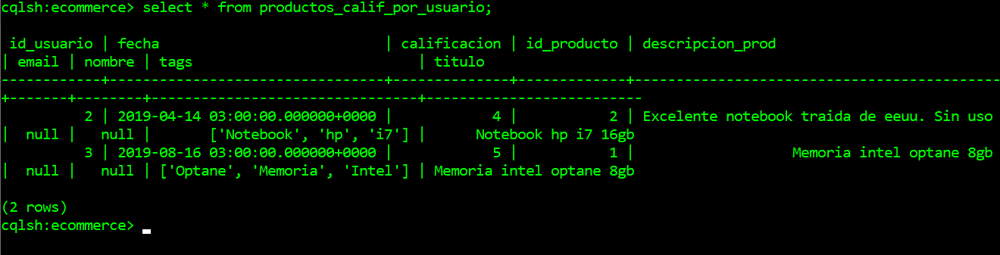 cqlsh:ecommerce> select * from productos_calif_por_usuario;
 id_usuario | fecha                           | calificacion | id_producto | descripcion_prod
| email | nombre | tags                           | titulo
------------+---------------------------------+--------------+-------------+-------------------------------------------
+-------+--------+--------------------------------+--------------------------
          2 | 2019-04-14 03:00:00.000000+0000 |            4 |           2 | Excelente notebook traida de eeuu. Sin uso
|  null |   null |       ['Notebook', 'hp', 'i7'] |      Notebook hp i7 16gb
          3 | 2019-08-16 03:00:00.000000+0000 |            5 |           1 |                   Memoria intel optane 8gb
|  null |   null | ['Optane', 'Memoria', 'Intel'] | Memoria intel optane 8gb
(2 rows)
cqlsh:ecommerce>